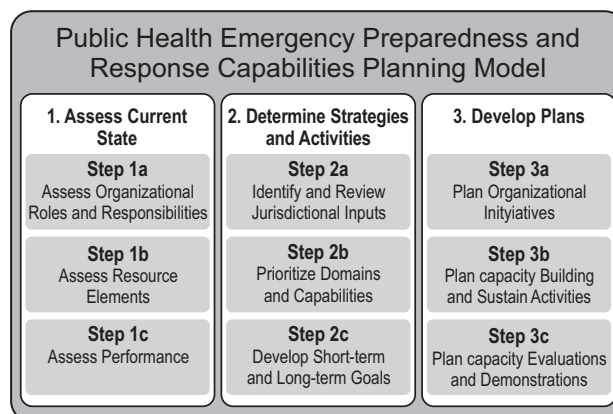 Public Health Emergency Preparedness and
Response Capabilities Planning Model
1. Assess Current
State
Step 1a
Assess Organizational
Roles and Responsibilities
Step 1b
Assess Resource
Elements
Step 1c
Assess Performance
2. Determine Strategies
and Activities
Step 2a
Identify and Review
Jurisdictional Inputs
Step 2b
Prioritize Domains
and Capabilities
Step 2c
Develop Short-term
and Long-term Goals
3. Develop Plans
Step 3a
Plan Organizational
Inityiatives
Step 3b
Plan capacity Building
and Sustain Activities
Step 3c
Plan capacity Evaluations
and Demonstrations